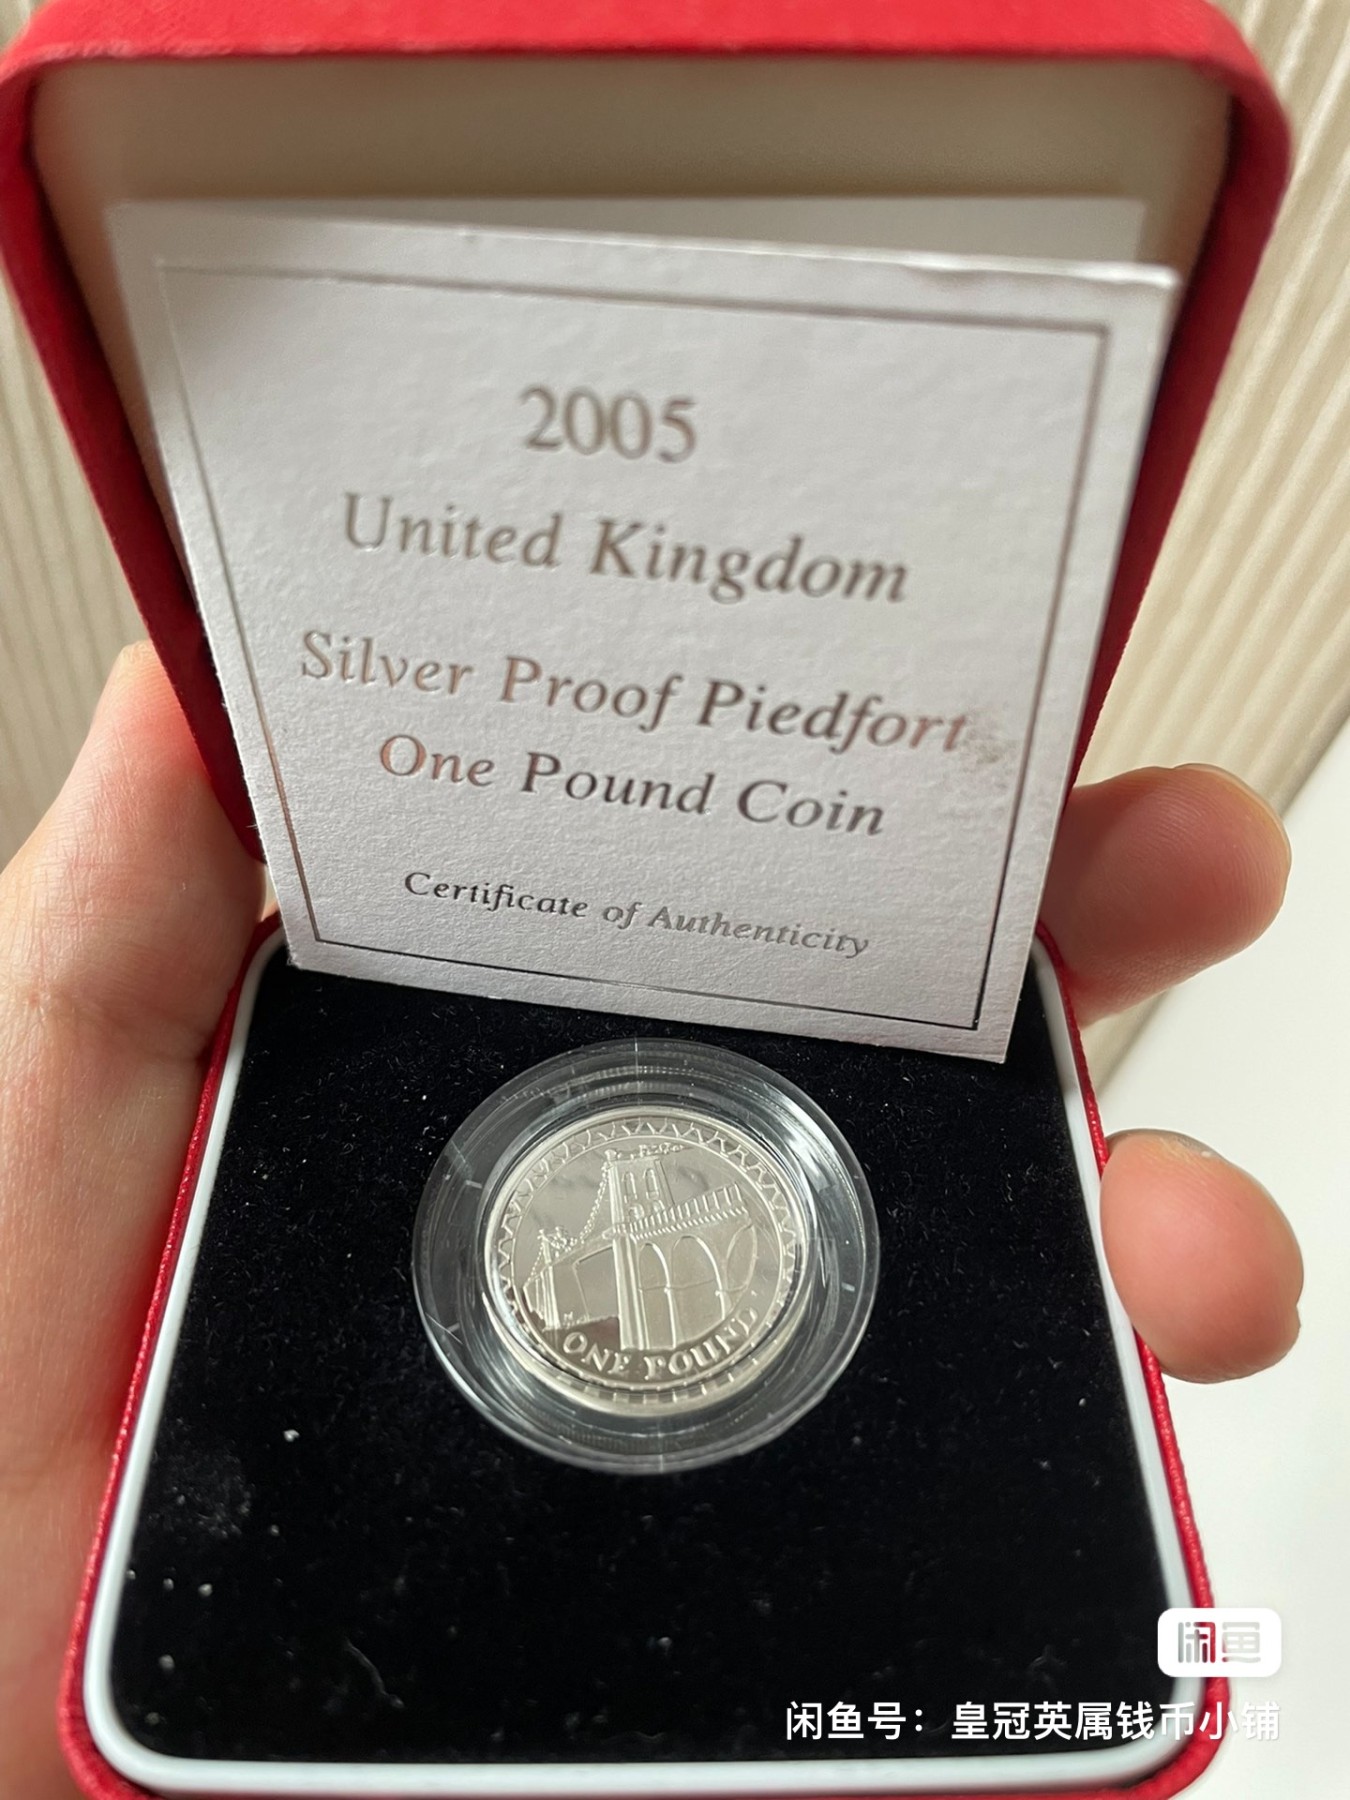 2005
United Kingdom
Silver Proof Piedfort
One Pound Coin
Certificate of Authenticity
ONE POUND
闲鱼
闲鱼号：皇冠英属钱币小铺